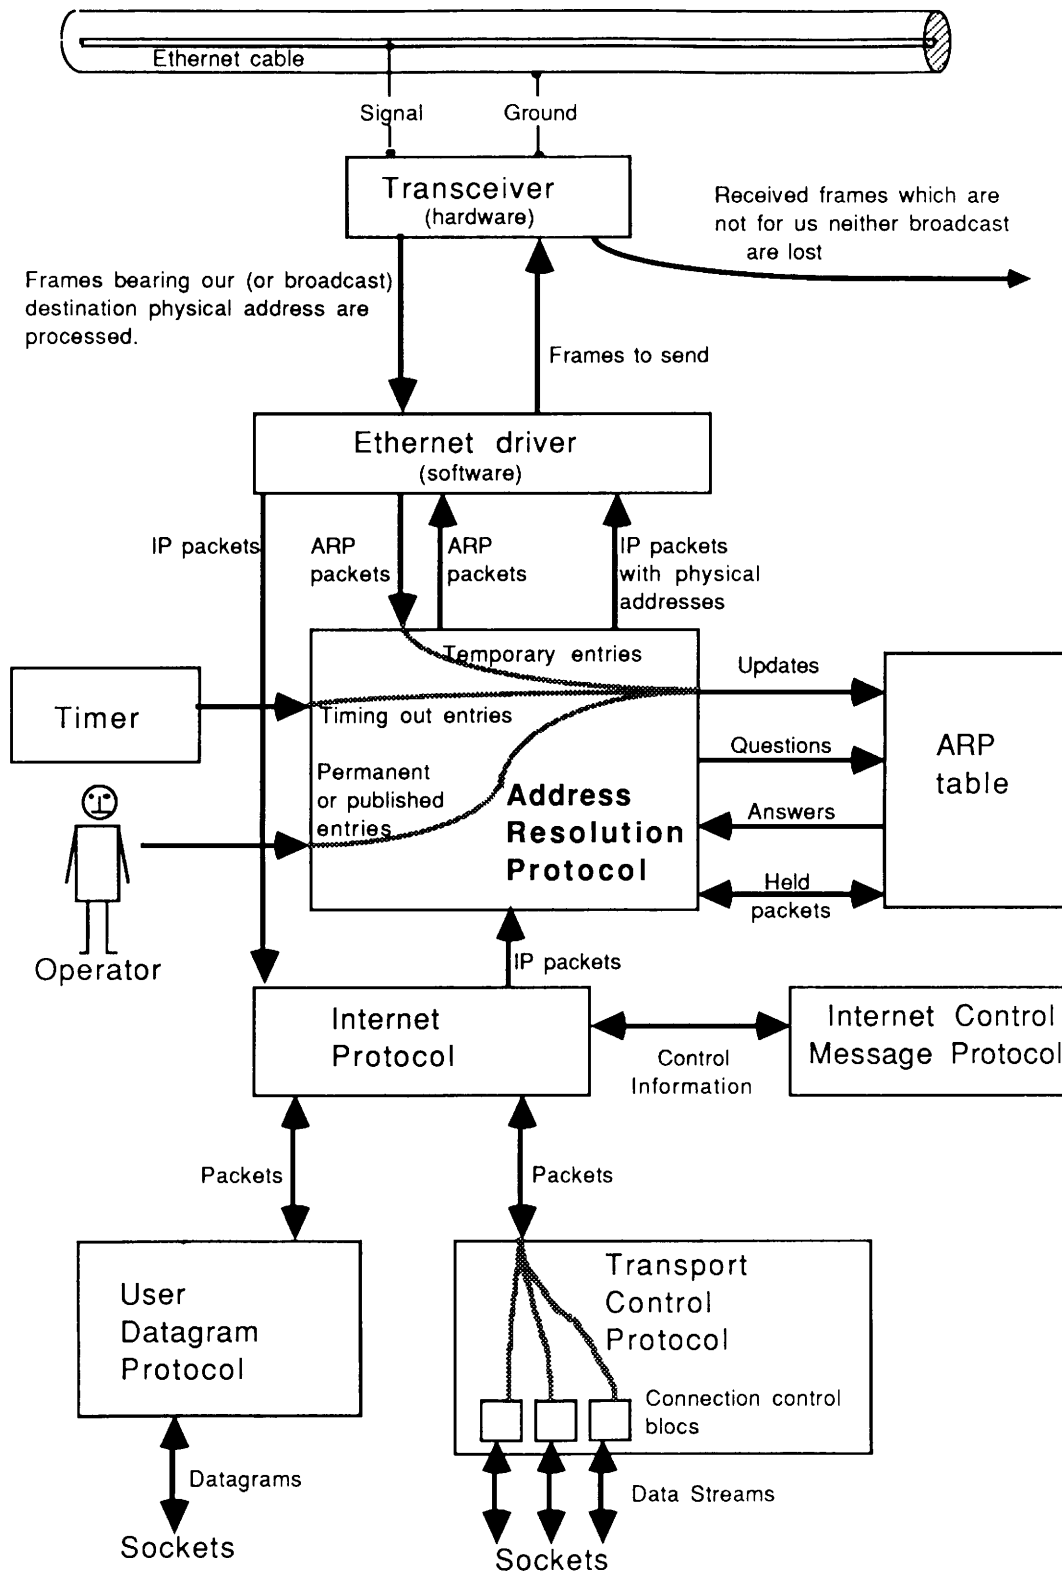 Ethernet cable
Signal
Ground
Transceiver
(hardware)
Received frames which are
not for us neither broadcast
are lost
Frames bearing our (or broadcast)
destination physical address are
processed.
Frames to send
Ethernet driver
(software)
IP packets
ARP
packets
ARP
packets
IP packets
with physical
addresses
Temporary entries
Updates
Timer
Timing out entries
Questions
ARP
table
Permanent
or published
entries
Address
Resolution
Protocol
Answers
Held
packets
Operator
IP packets
Internet
Protocol
Control
Information
Internet Control
Message Protocol
Packets
Packets
User
Datagram
Protocol
Transport
Control
Protocol
Connection control
blocs
Datagrams
Data Streams
Sockets
Sockets